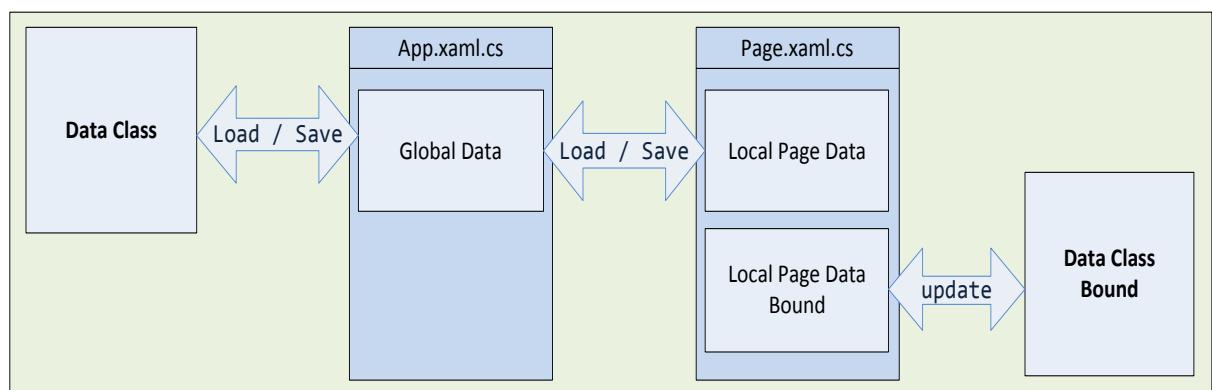 App.xaml.cs
Page.xaml.cs
Data Class
Load / Save
Global Data
Load / Save
Local Page Data
Local Page Data
Bound
update
Data Class
Bound